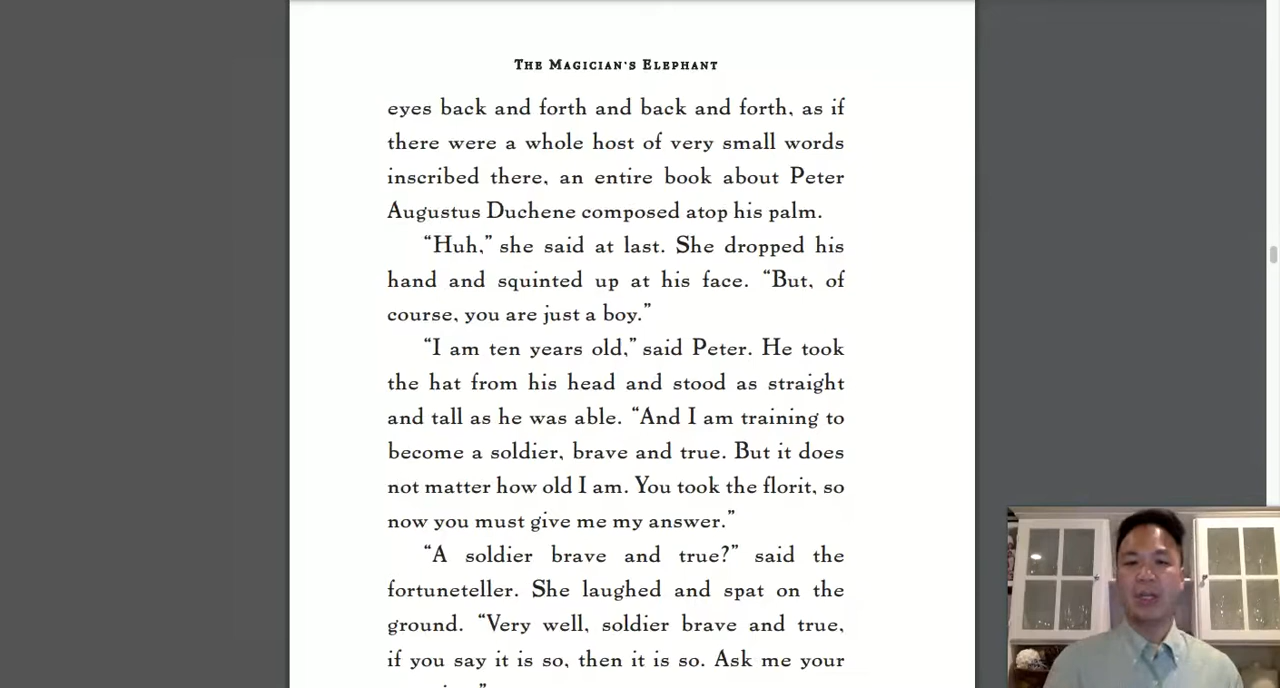 THE MAGICIAN'S ELEPHANT
eyes back and forth and back and forth, as if
there were a whole host of very small words
inscribed there, an entire book about Peter
Augustus Duchene composed atop his palm.
“Huh,” she said at last. She dropped his
hand and squinted up at his face. “But, of
course, you are just a boy.”
“I am ten years old,” said Peter. He took
the hat from his head and stood as straight
and tall as he was able. “And I am training to
become a soldier, brave and true. But it does
not matter how old I am. You took the florit, so
now you must give me my answer.”
“A soldier brave and true?” said the
fortuneteller. She laughed and spat on the
ground. “Very well, soldier brave and true,
if you say it is so, then it is so. Ask me your